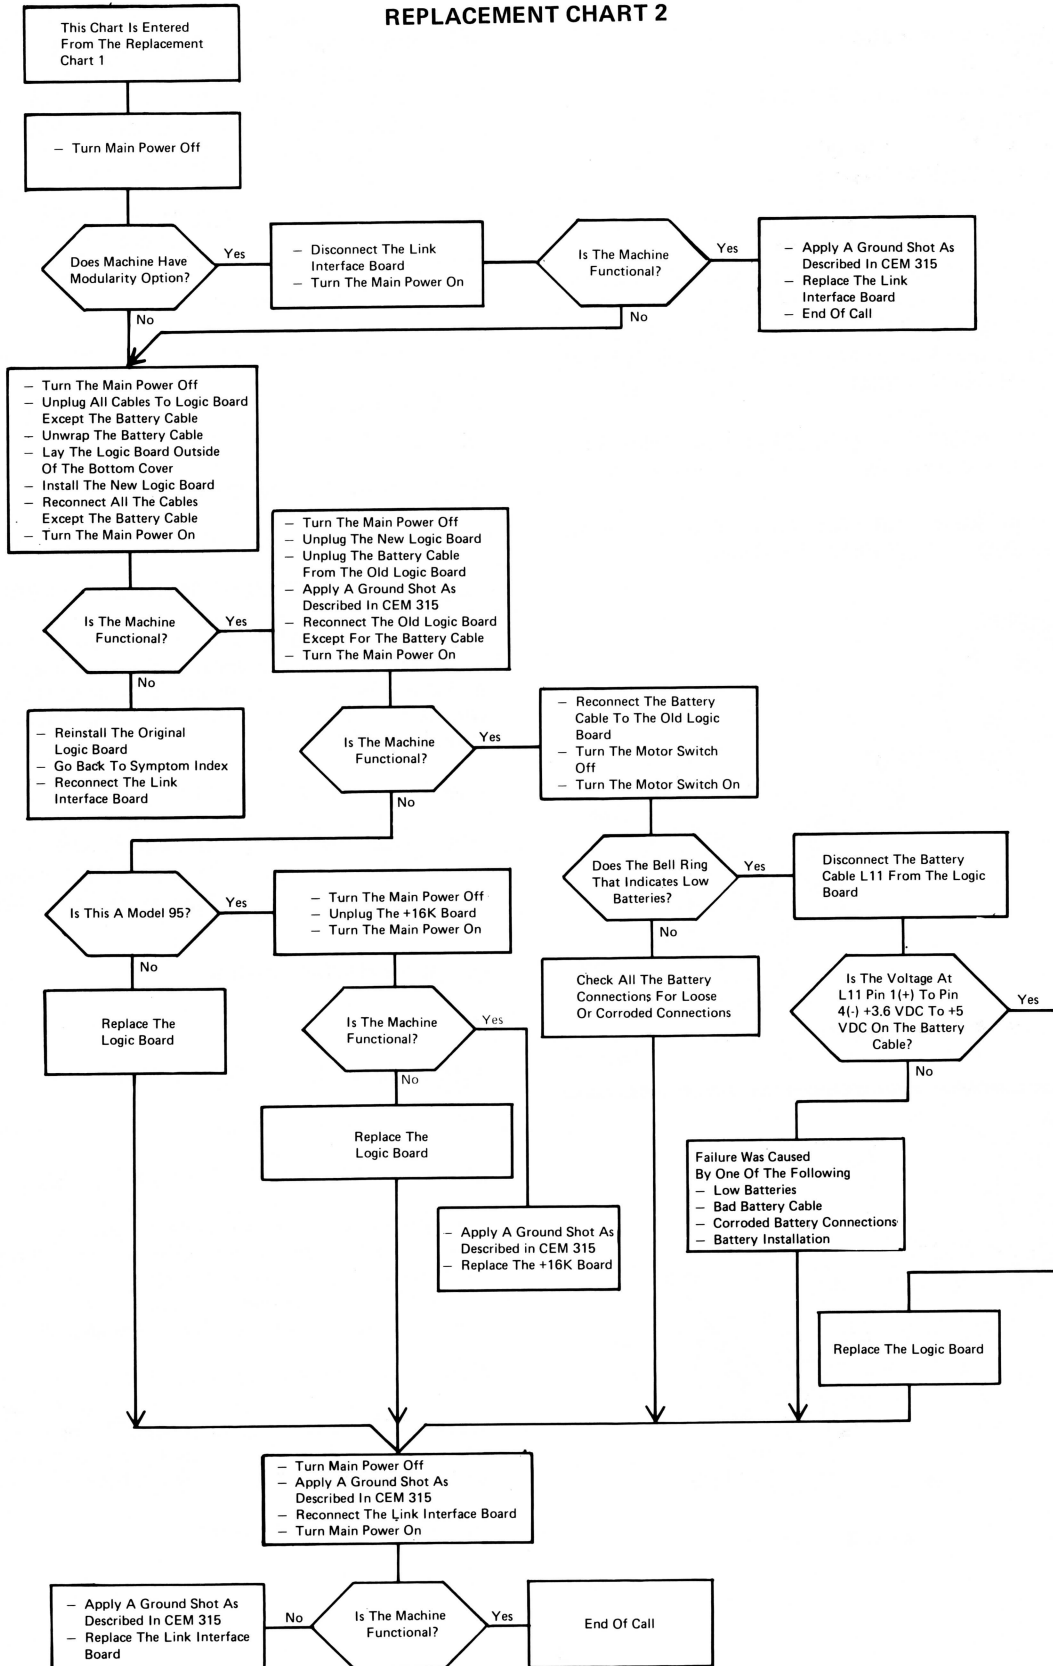 REPLACEMENT CHART 2
This Chart Is Entered
From The Replacement
Chart 1
– Turn Main Power Off
Does Machine Have
Modularity Option?
Yes
No
– Disconnect The Link
Interface Board
– Turn The Main Power On
Is The Machine
Functional?
Yes
No
– Apply A Ground Shot As
Described In CEM 315
– Replace The Link
Interface Board
– End Of Call
– Turn The Main Power Off
– Unplug All Cables To Logic Board
Except The Battery Cable
– Unwrap The Battery Cable
– Lay The Logic Board Outside
Of The Bottom Cover
– Install The New Logic Board
– Reconnect All The Cables
Except The Battery Cable
– Turn The Main Power On
Is The Machine
Functional?
Yes
No
– Turn The Main Power Off
– Unplug The New Logic Board
– Unplug The Battery Cable
From The Old Logic Board
– Apply A Ground Shot As
Described In CEM 315
– Reconnect The Old Logic Board
Except For The Battery Cable
– Turn The Main Power On
– Reinstall The Original
Logic Board
– Go Back To Symptom Index
– Reconnect The Link
Interface Board
Is The Machine
Functional?
Yes
No
– Reconnect The Battery
Cable To The Old Logic
Board
– Turn The Motor Switch
Off
– Turn The Motor Switch On
Does The Bell Ring
That Indicates Low
Batteries?
Yes
No
Disconnect The Battery
Cable L11 From The Logic
Board
Is This A Model 95?
Yes
No
– Turn The Main Power Off
– Unplug The +16K Board
– Turn The Main Power On
Check All The Battery
Connections For Loose
Or Corroded Connections
Is The Voltage At
L11 Pin 1(+) To Pin
4(-) +3.6 VDC To +5
VDC On The Battery
Cable?
Yes
No
Replace The
Logic Board
Is The Machine
Functional?
Yes
No
Replace The
Logic Board
– Apply A Ground Shot As
Described in CEM 315
– Replace The +16K Board
Failure Was Caused
By One Of The Following
– Low Batteries
– Bad Battery Cable
– Corroded Battery Connections
– Battery Installation
Replace The Logic Board
– Turn Main Power Off
– Apply A Ground Shot As
Described In CEM 315
– Reconnect The Link Interface Board
– Turn Main Power On
– Apply A Ground Shot As
Described In CEM 315
– Replace The Link Interface
Board
No
Is The Machine
Functional?
Yes
End Of Call